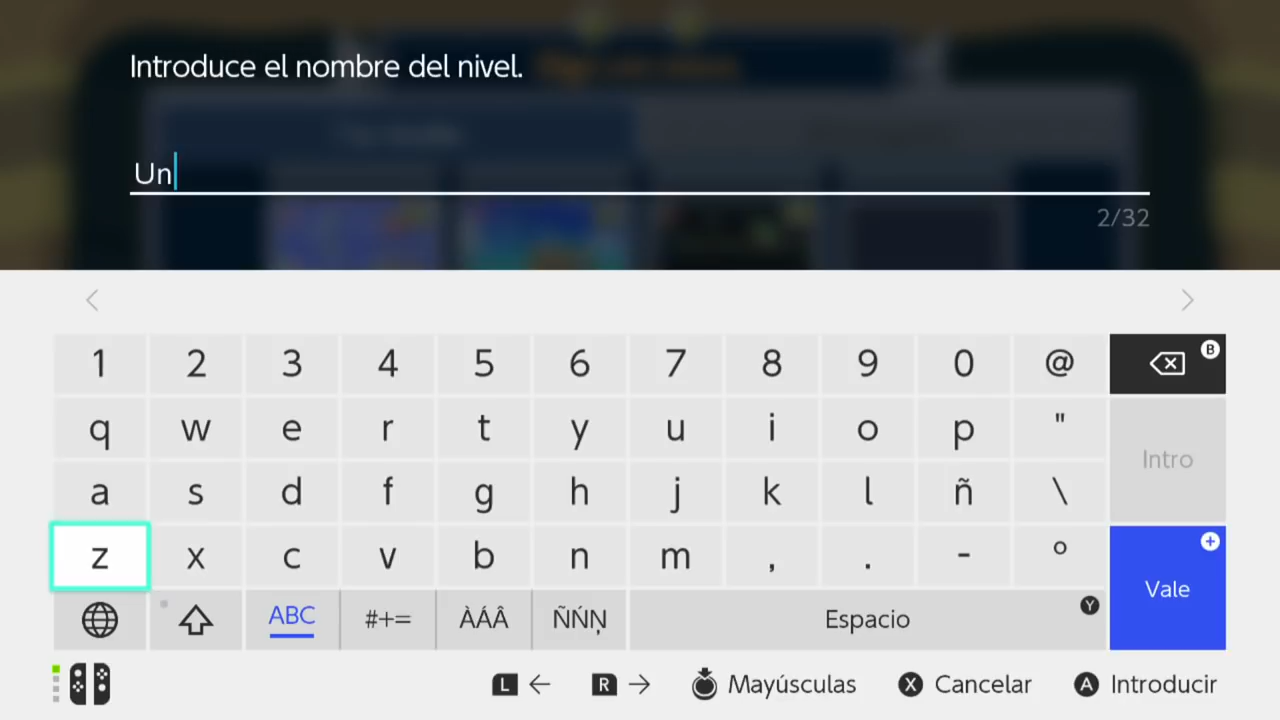 Introduce el nombre del nivel.
Un
2/32
1 2 3 4 5 6 7 8 9 0 @ B
q w e r t y u i o p " Intro
a s d f g h j k l ñ \
z x c v b n m , . - º + Vale
ABC #+= ÀÁÂ ÑŃŅ Espacio Y
L ← R → Mayúsculas X Cancelar A Introducir